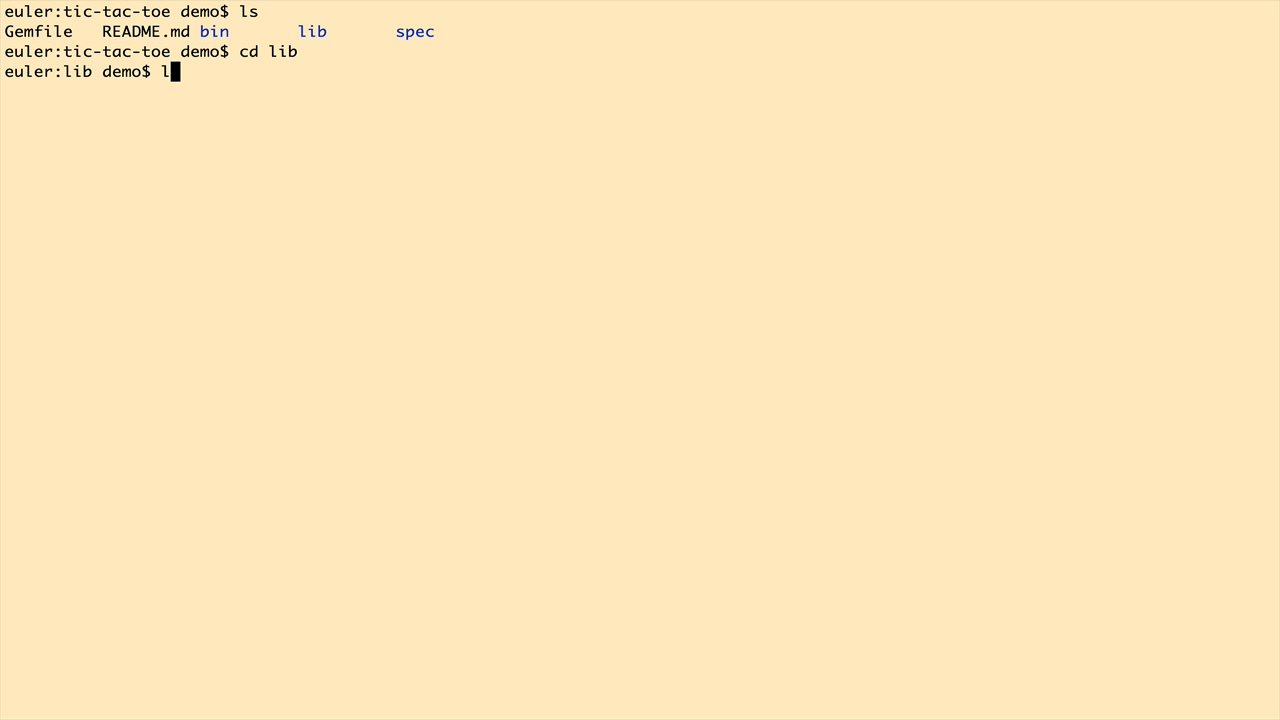 euler:tic-tac-toe demo$ ls
Gemfile   README.md bin       lib       spec
euler:tic-tac-toe demo$ cd lib
euler:lib demo$ l